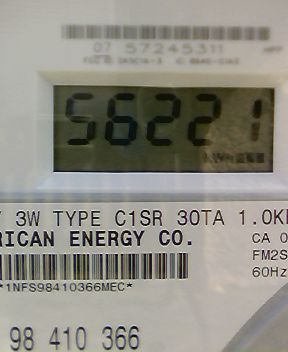 07 57245311
56221
3W TYPE C1SR 30TA 1.0K
RICAN ENERGY CO.
CA 0
FM2S
60Hz
*1NFS98410366MEC*
98 410 366